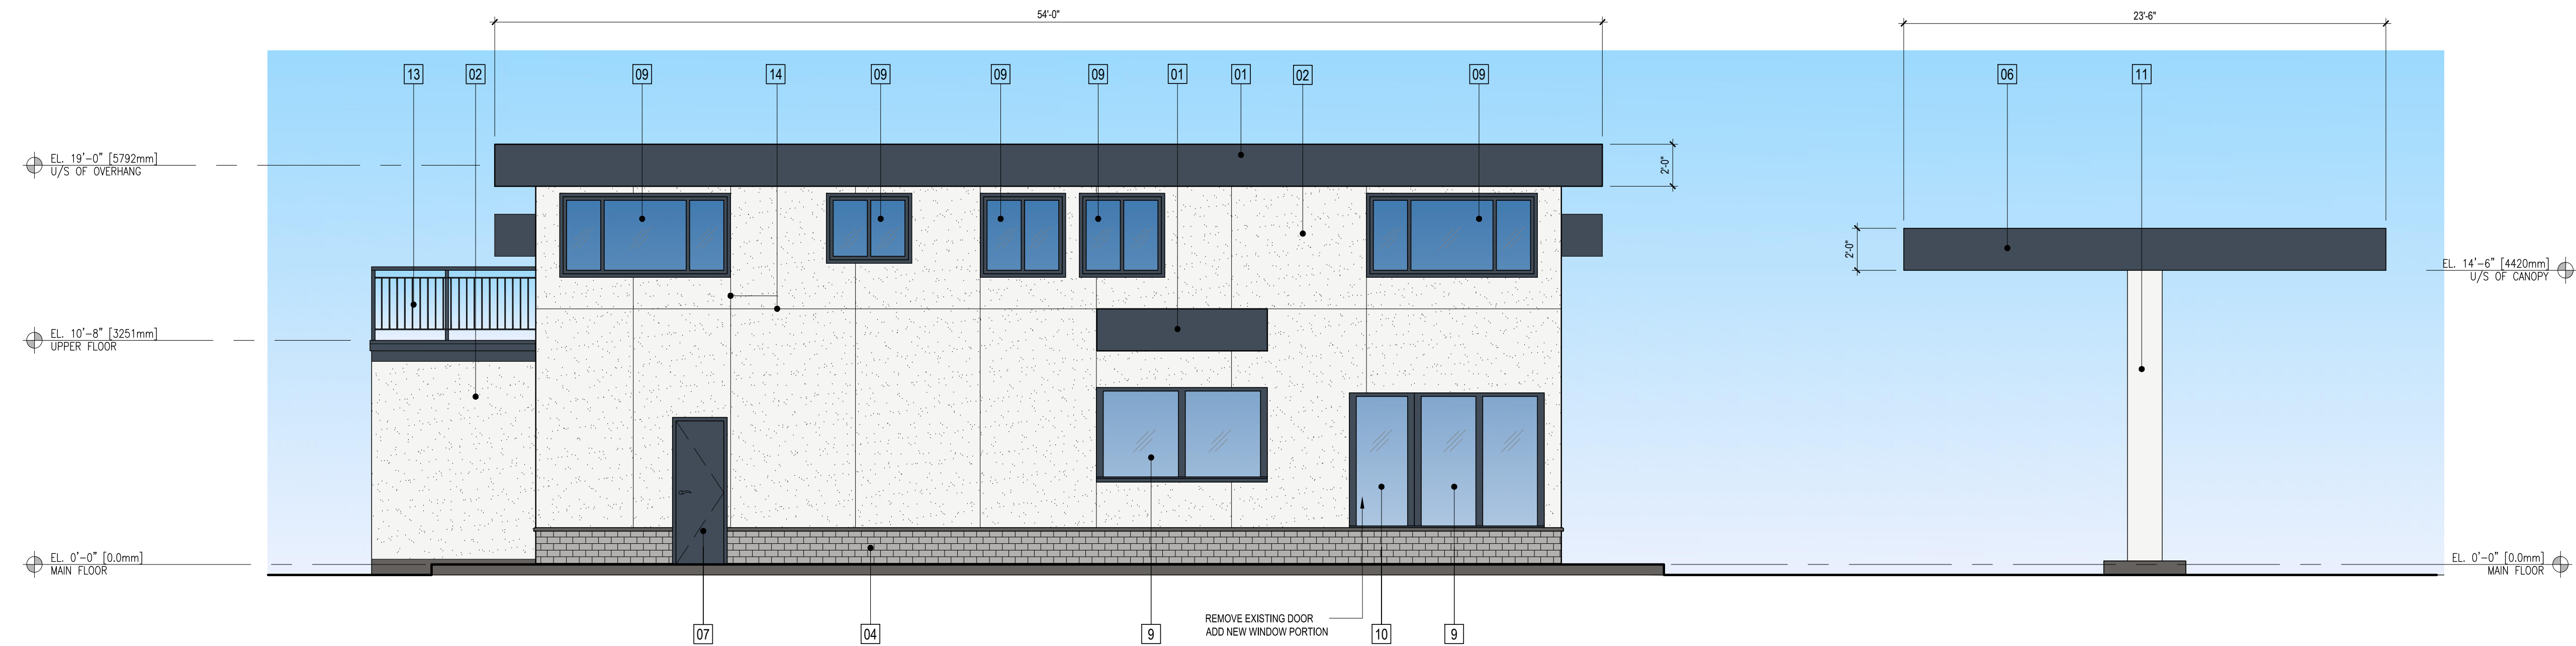 54'-0"
23'-6"
13
02
09
14
09
09
09
01
01
02
09
06
11
EL. 19'-0" [5792mm]
U/S OF OVERHANG
2'-0"
2'-0"
EL. 14'-6" [4420mm]
U/S OF CANOPY
EL. 10'-8" [3251mm]
UPPER FLOOR
EL. 0'-0" [0.0mm]
MAIN FLOOR
EL. 0'-0" [0.0mm]
MAIN FLOOR
REMOVE EXISTING DOOR
ADD NEW WINDOW PORTION
07
04
9
10
9